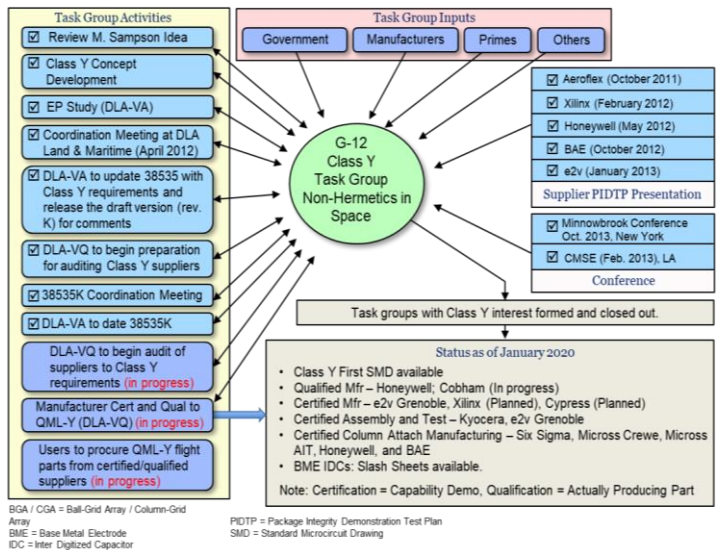 Task Group Activities
Review M. Sampson Idea
Class Y Concept
Development
EP Study (DLA-VA)
Coordination Meeting at DLA
Land & Maritime (April 2012)
DLA-VA to update 38535 with
Class Y requirements and
release the draft version (rev.
K) for comments
DLA-VQ to begin preparation
for auditing Class Y suppliers
38535K Coordination Meeting
DLA-VA to date 38535K
DLA-VQ to begin audit of
suppliers to Class Y
requirements (in progress)
Manufacturer Cert and Qual to
QML-Y (DLA-VQ) (in progress)
Users to procure QML-Y flight
parts from certified/qualified
suppliers (in progress)
Task Group Inputs
Government
Manufacturers
Primes
Others
G-12
Class Y
Task Group
Non-Hermetics in
Space
Aeroflex (October 2011)
Xilinx (February 2012)
Honeywell (May 2012)
BAE (October 2012)
e2v (January 2013)
Supplier PIDTP Presentation
Minnowbrook Conference
Oct. 2013, New York
CMSE (Feb. 2013), LA
Conference
Task groups with Class Y interest formed and closed out.
Status as of January 2020
• Class Y First SMD available
• Qualified Mfr – Honeywell; Cobham (In progress)
• Certified Mfr – e2v Grenoble, Xilinx (Planned), Cypress (Planned)
• Certified Assembly and Test – Kyocera, e2v Grenoble
• Certified Column Attach Manufacturing – Six Sigma, Micross Crewe, Micross
AIT, Honeywell, and BAE
• BME IDCs: Slash Sheets available.
Note: Certification = Capability Demo, Qualification = Actually Producing Part
BGA / CGA = Ball-Grid Array / Column-Grid
Array
BME = Base Metal Electrode
IDC = Inter Digitized Capacitor
PIDTP = Package Integrity Demonstration Test Plan
SMD = Standard Microcircuit Drawing